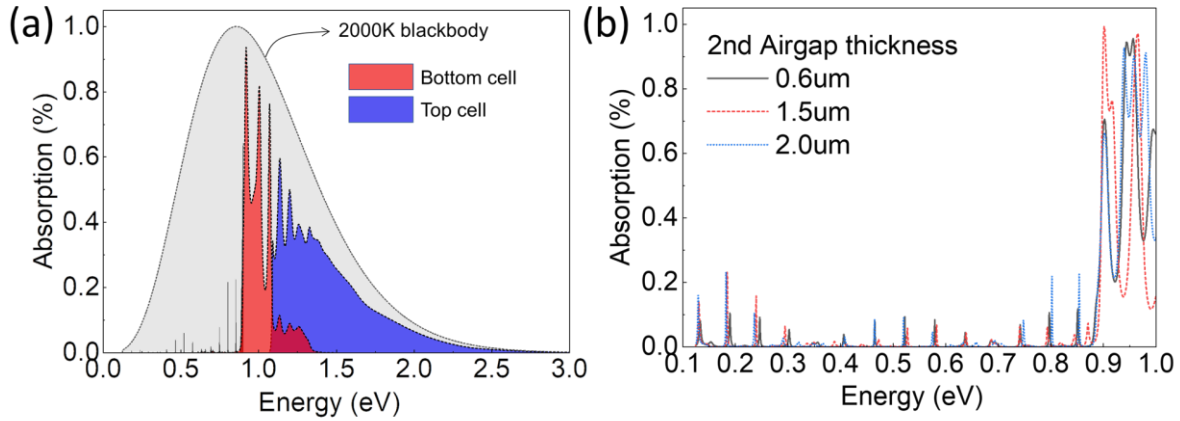 (a)
1.0
0.8
0.6
0.4
0.2
0.0
Absorption (%)
2000K blackbody
Bottom cell
Top cell
0.0 0.5 1.0 1.5 2.0 2.5 3.0
Energy (eV)
(b)
1.0
0.8
0.6
0.4
0.2
0.0
Absorption (%)
2nd Airgap thickness
0.6um
1.5um
2.0um
0.1 0.2 0.3 0.4 0.5 0.6 0.7 0.8 0.9 1.0
Energy (eV)